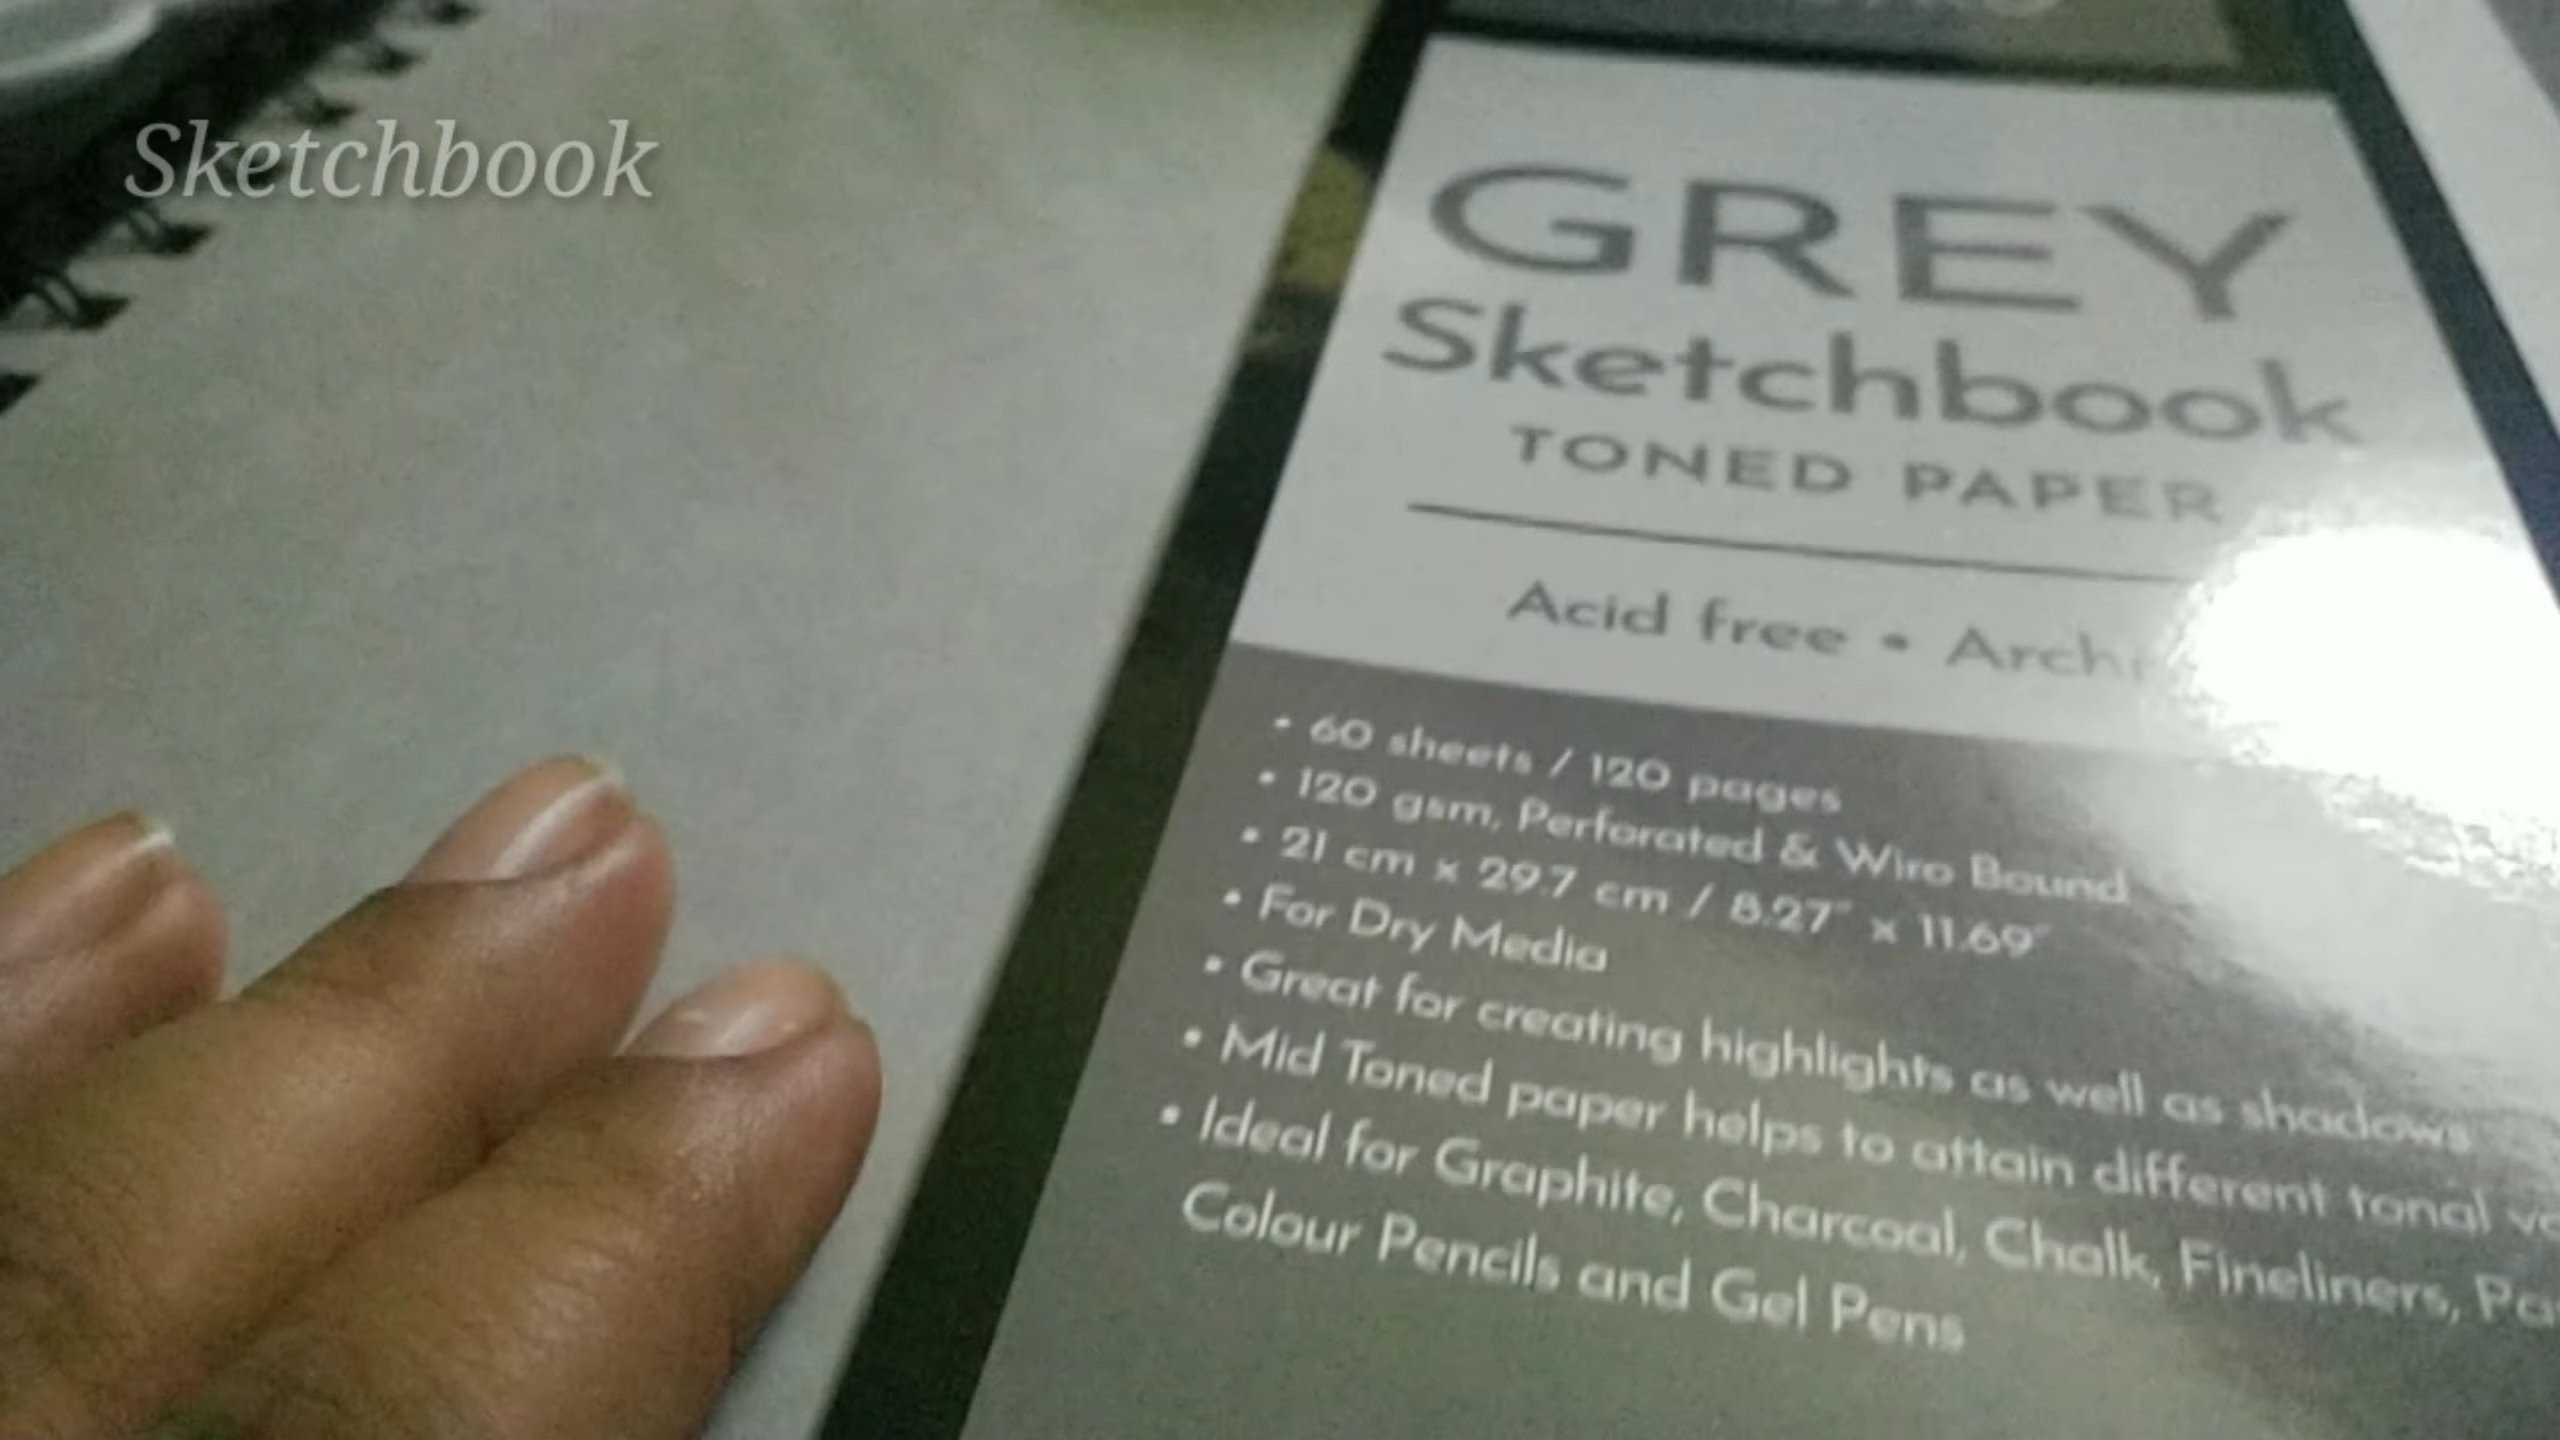 Sketchbook
GREY
Sketchbook
TONED PAPER
Acid free •
• 60 sheets / 120 pages
• 120 gsm, Perforated & Wiro Bound
• 21 cm x 29.7 cm / 8.27" x 11.69"
• For Dry Media
• Great for creating highlights as well as shadows
• Mid Toned paper helps to attain different tonal
• Ideal for Graphite, Charcoal, Chalk, Fineliners,
Colour Pencils and Gel Pens